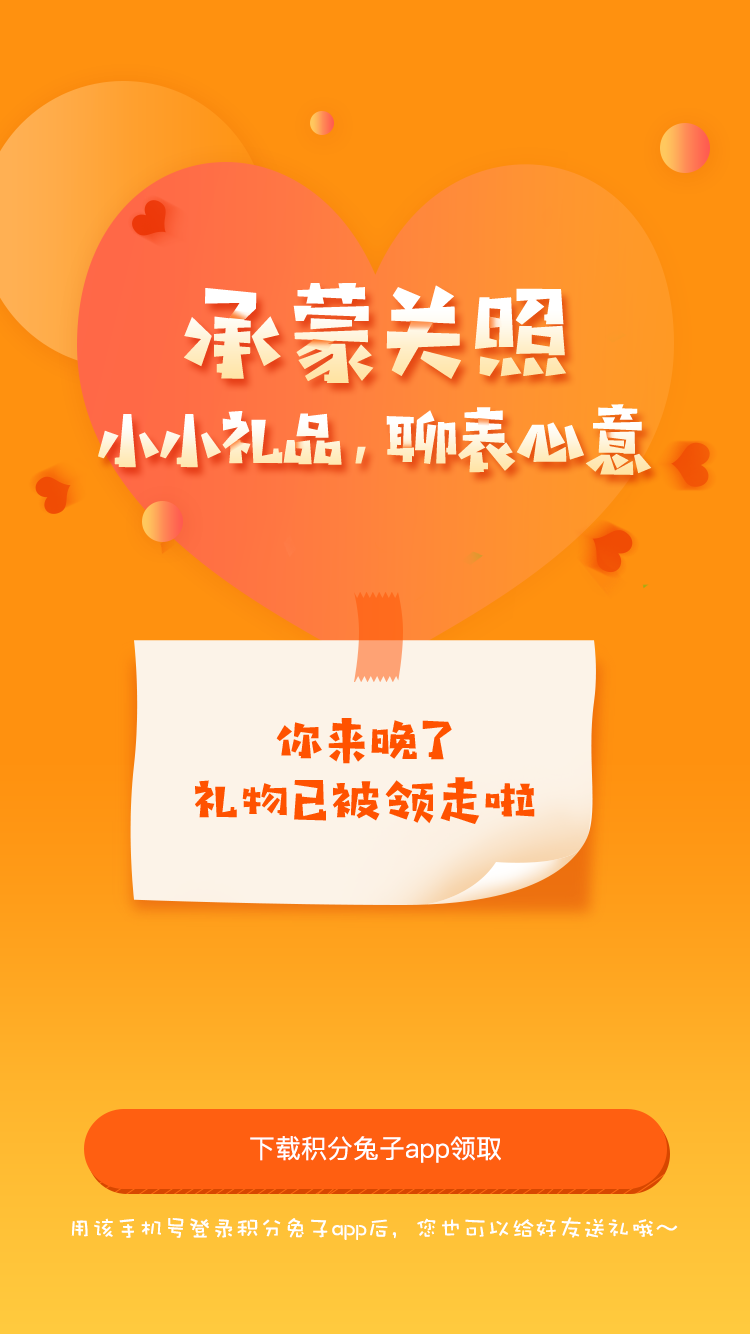 承蒙关照
小小礼品，聊表心意
你来晚了
礼物已被领走啦
下载积分兔子app领取
用该手机号登录积分兔子app后，您也可以给好友送礼哦～